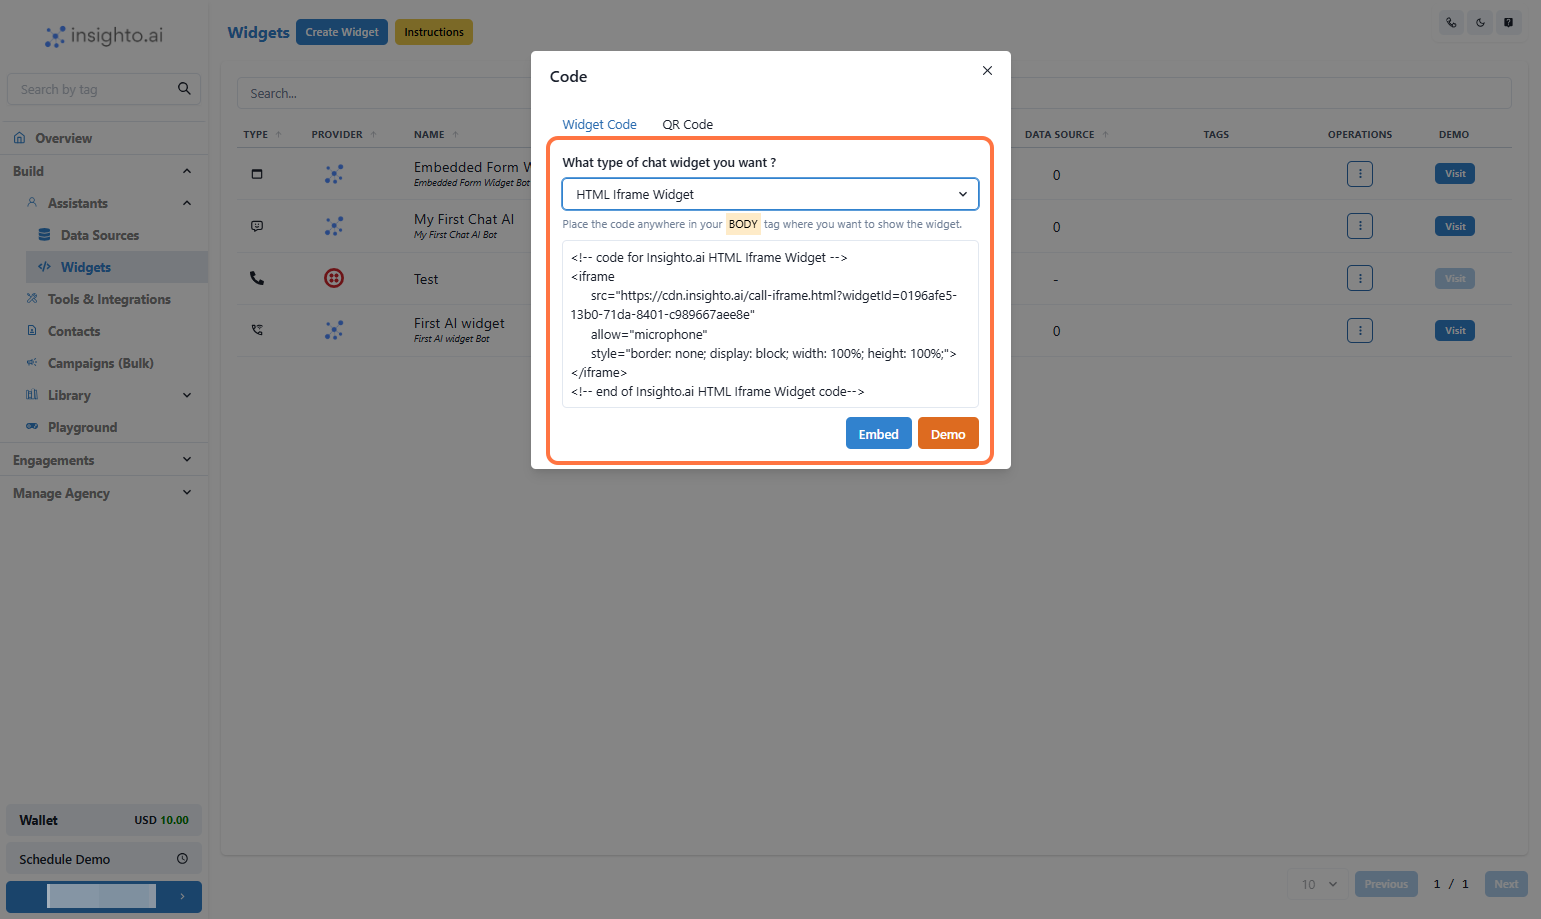 insighto.ai
Search by tag
Overview
Build
Assistants
Data Sources
Widgets
Tools & Integrations
Contacts
Campaigns (Bulk)
Library
Playground
Engagements
Manage Agency
Wallet USD 10.00
Schedule Demo
Widgets Create Widget Instructions
Search...
TYPE PROVIDER NAME DATA SOURCE TAGS OPERATIONS DEMO
Embedded Form W 0 Visit
Embedded Form Widget Bot
My First Chat AI 0 Visit
My First Chat AI Bot
Test - Visit
First AI widget 0 Visit
First AI widget Bot
10 Previous 1 / 1 Next
Code
Widget Code QR Code
What type of chat widget you want ?
HTML Iframe Widget
Place the code anywhere in your BODY tag where you want to show the widget.
<!-- code for Insighto.ai HTML Iframe Widget -->
<iframe
src="https://cdn.insighto.ai/call-iframe.html?widgetId=0196afe5-
13b0-71da-8401-c989667aee8e"
allow="microphone"
style="border: none; display: block; width: 100%; height: 100%;">
</iframe>
<!-- end of Insighto.ai HTML Iframe Widget code-->
Embed Demo